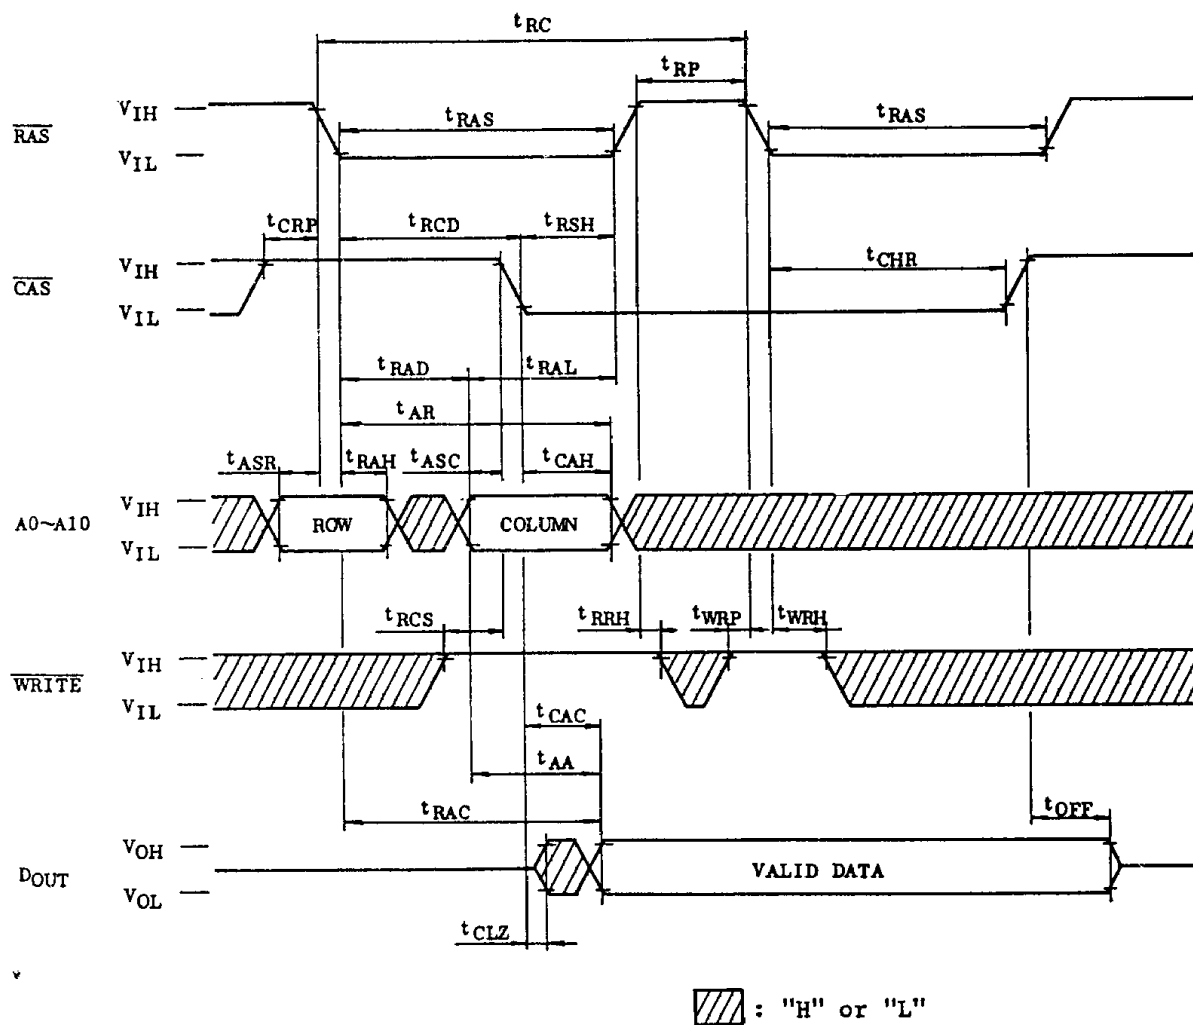 tRC
tRP
VIH
RAS
VIL
tRAS
tRAS
tCRP
tRCD
tRSH
VIH
CAS
VIL
tCHR
tRAD
tRAL
tAR
tASR
tRAH
tASC
tCAH
VIH
A0~A10
VIL
ROW
COLUMN
tRCS
tRRH
tWRP
tWRH
VIH
WRITE
VIL
tCAC
tAA
tRAC
tOFF
VOH
DOUT
VOL
VALID DATA
tCLZ
: "H" or "L"